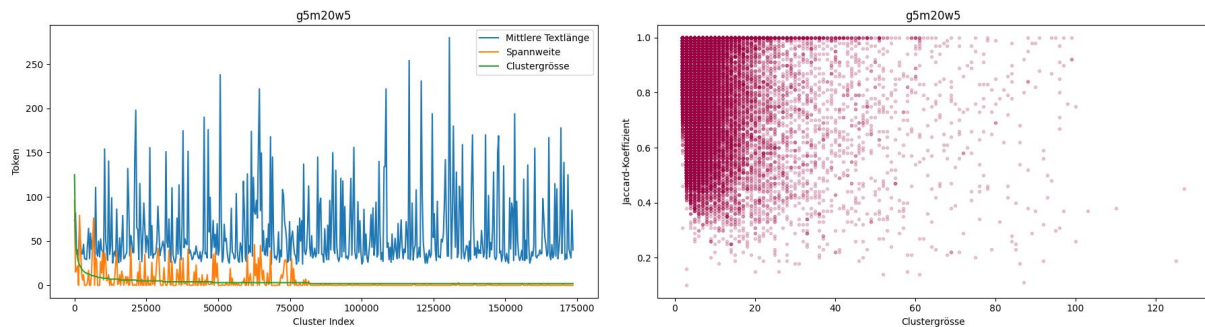 g5m20w5
Token
250
200
150
100
50
0
Mittlere Textlänge
Spannweite
Clustergrösse
0 25000 50000 75000 100000 125000 150000 175000
Cluster Index
g5m20w5
Jaccard-Koeffizient
1.0
0.8
0.6
0.4
0.2
0 20 40 60 80 100 120
Clustergrösse